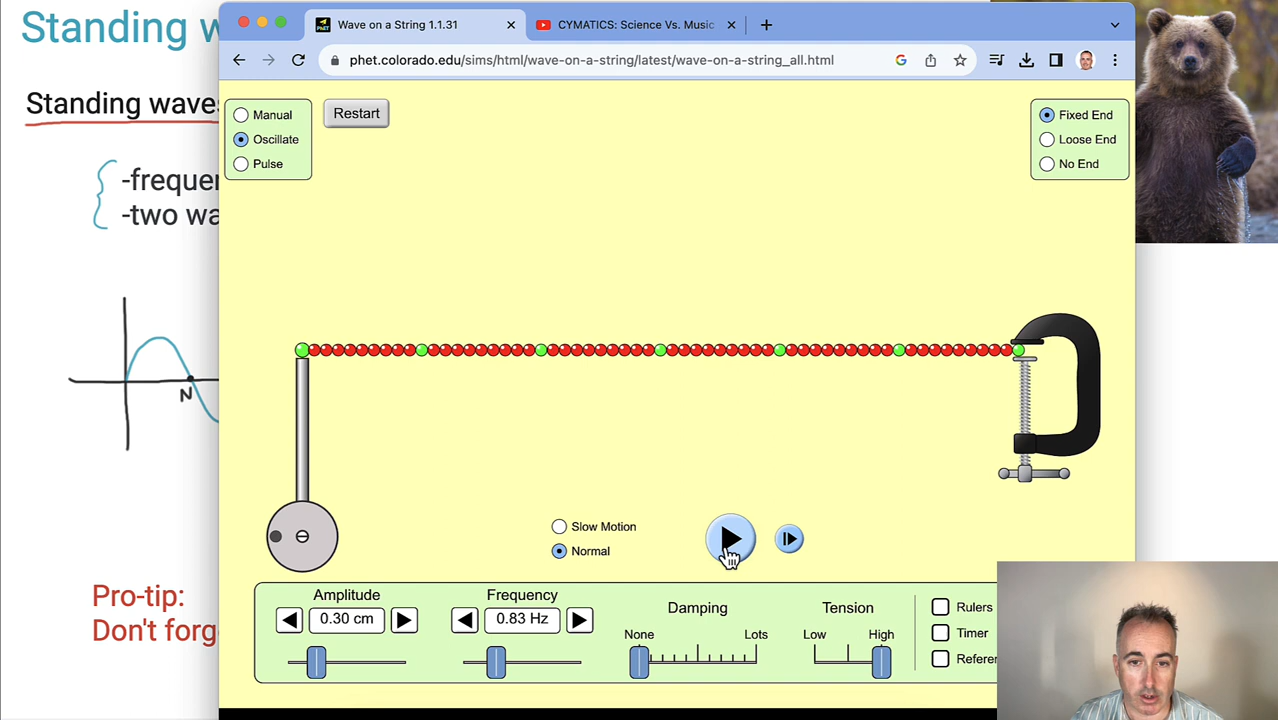 Standing w
Standing wave
-freque
-two wa
N
Pro-tip:
Don't forg
Wave on a String 1.1.31
CYMATICS: Science Vs. Music
phet.colorado.edu/sims/html/wave-on-a-string/latest/wave-on-a-string_all.html
Manual
Oscillate
Pulse
Restart
Fixed End
Loose End
No End
Slow Motion
Normal
Amplitude
0.30 cm
Frequency
0.83 Hz
Damping
None Lots
Tension
Low High
Rulers
Timer
Referen